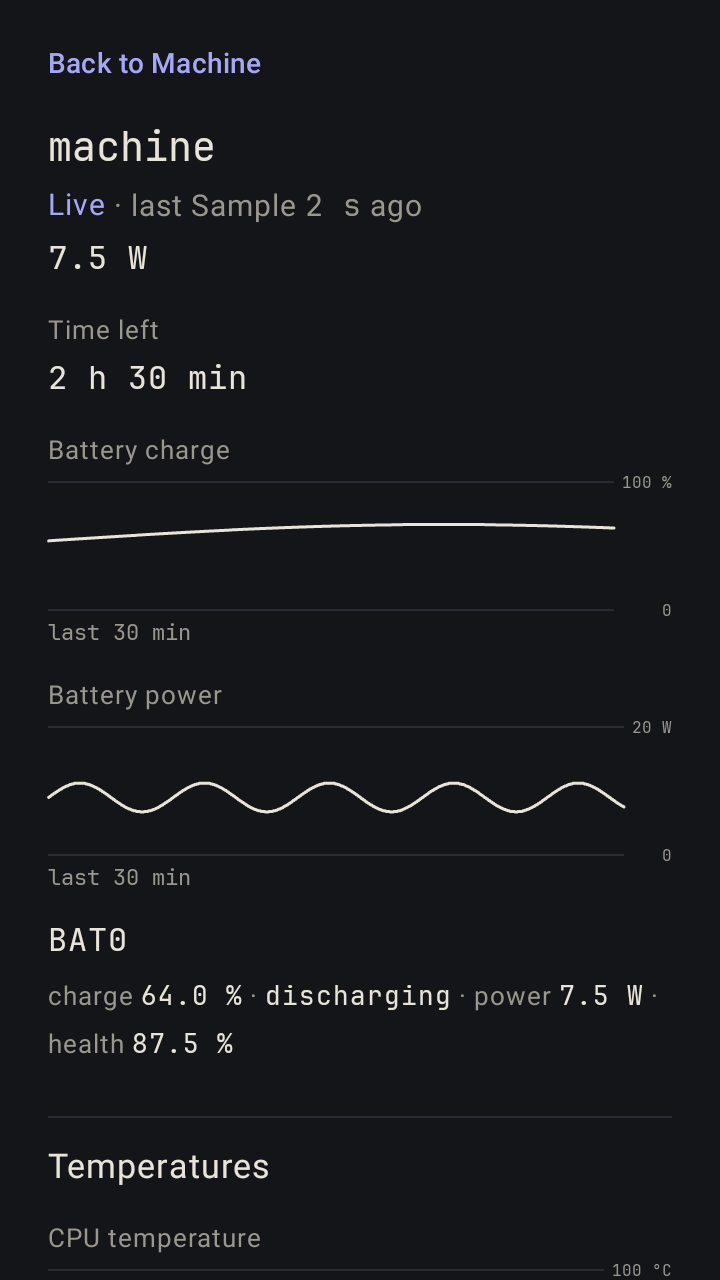 Back to Machine
machine
Live · last Sample 2 s ago
7.5 W
Time left
2 h 30 min
Battery charge
100 %
0
last 30 min
Battery power
20 W
0
last 30 min
BAT0
charge 64.0 % · discharging · power 7.5 W ·
health 87.5 %
Temperatures
CPU temperature
100 °C